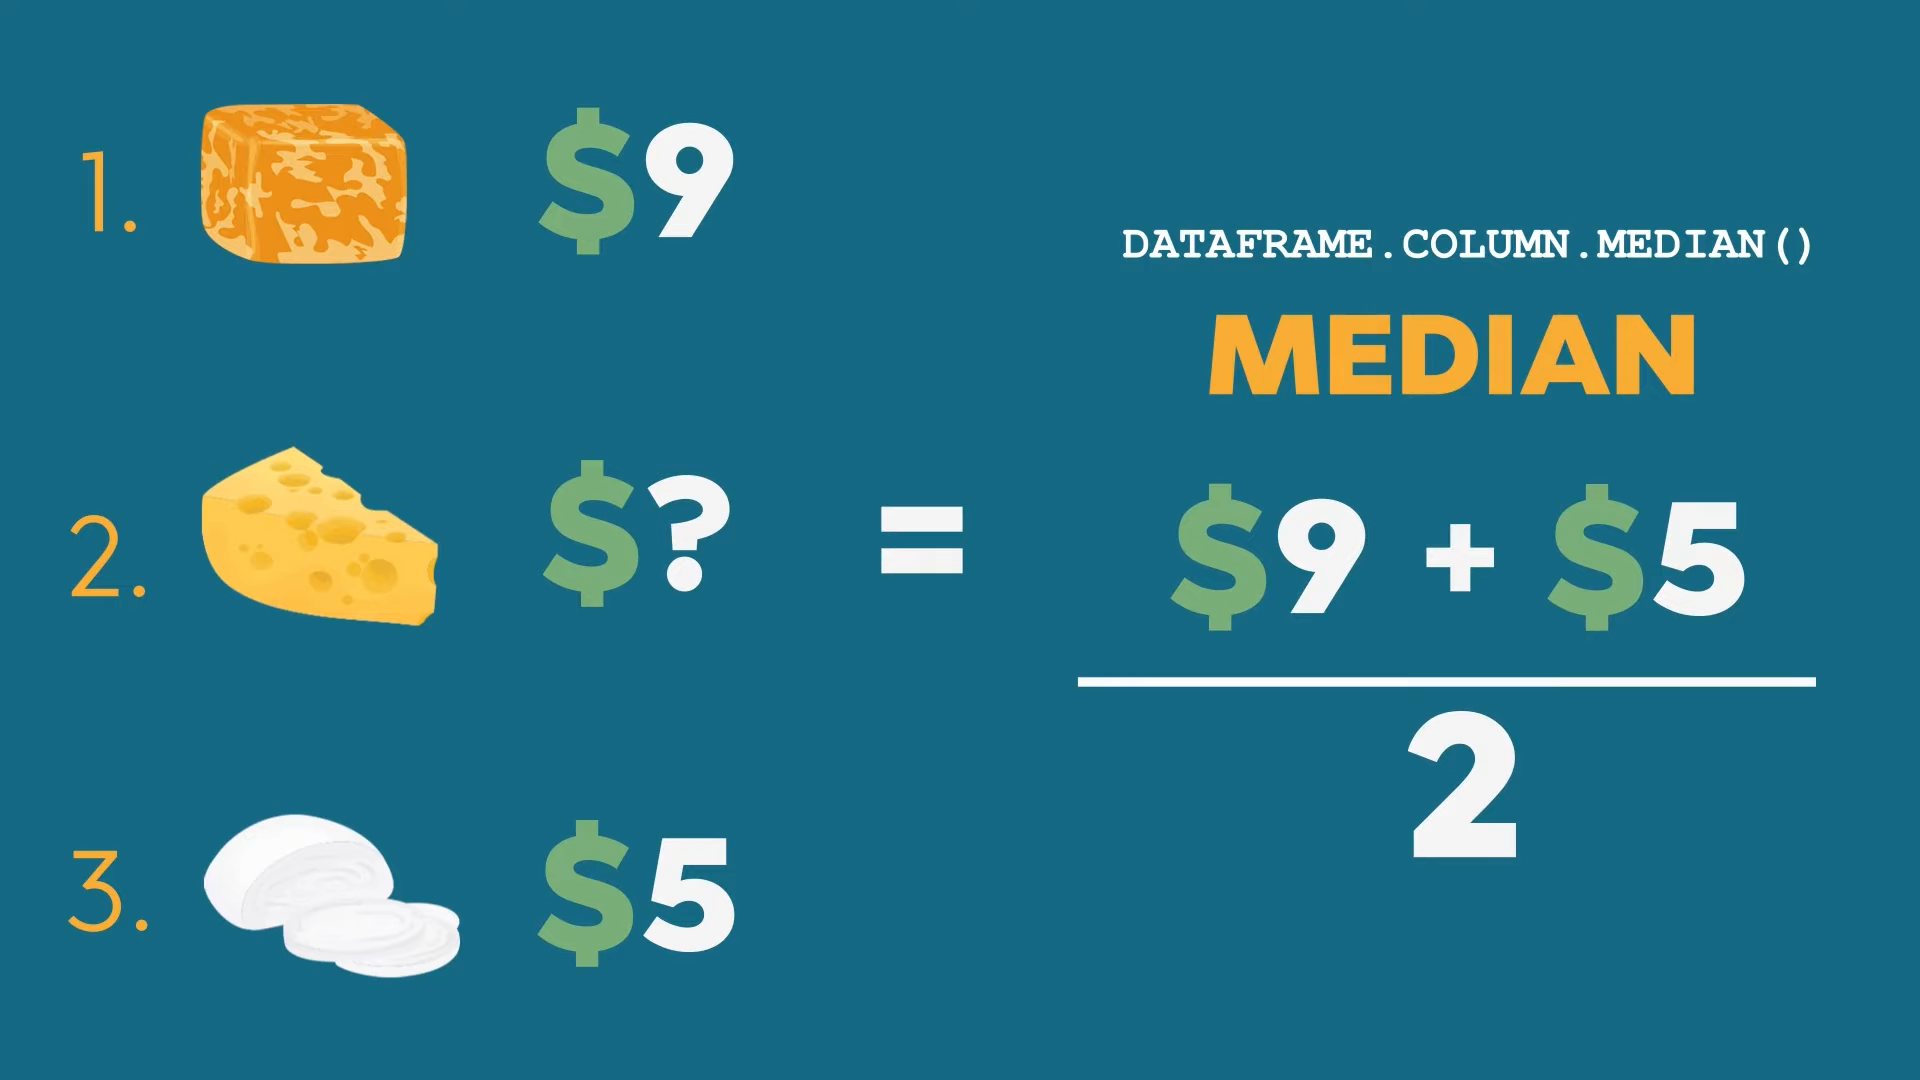 1. $9
DATAFRAME.COLUMN.MEDIAN()
MEDIAN
2. $? = $9 + $5
2
3. $5